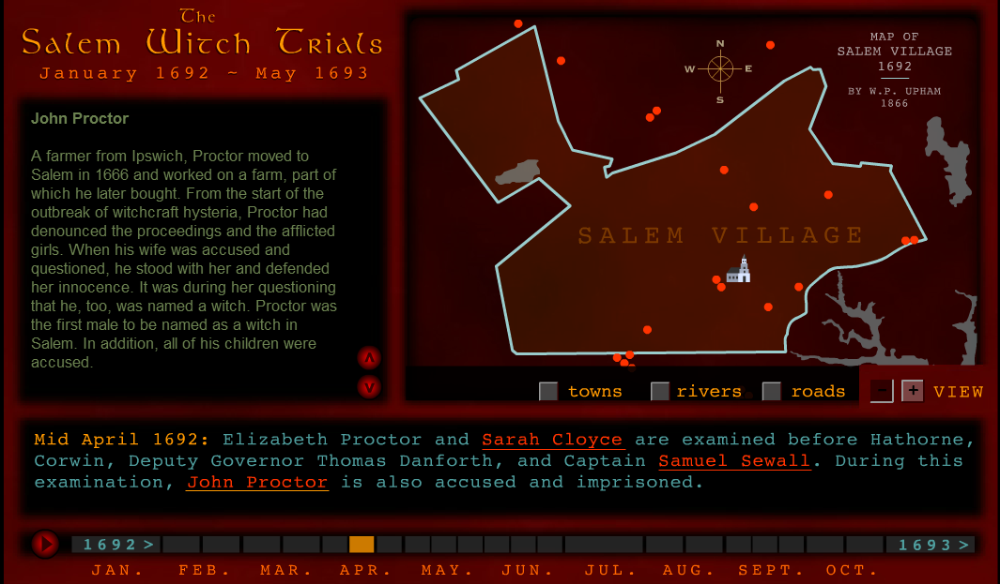 The
Salem Witch Trials
January 1692 ~ May 1693
John Proctor
A farmer from Ipswich, Proctor moved to
Salem in 1666 and worked on a farm, part of
which he later bought. From the start of the
outbreak of witchcraft hysteria, Proctor had
denounced the proceedings and the afflicted
girls. When his wife was accused and
questioned, he stood with her and defended
her innocence. It was during her questioning
that he, too, was named a witch. Proctor was
the first male to be named as a witch in
Salem. In addition, all of his children were
accused.
N
W E
S
MAP OF
SALEM VILLAGE
1692
BY W.P. UPHAM
1866
SALEM VILLAGE
towns rivers roads - + VIEW
Mid April 1692: Elizabeth Proctor and Sarah Cloyce are examined before Hathorne,
Corwin, Deputy Governor Thomas Danforth, and Captain Samuel Sewall. During this
examination, John Proctor is also accused and imprisoned.
1692 > 1693 >
JAN. FEB. MAR. APR. MAY. JUN. JUL. AUG. SEPT. OCT.